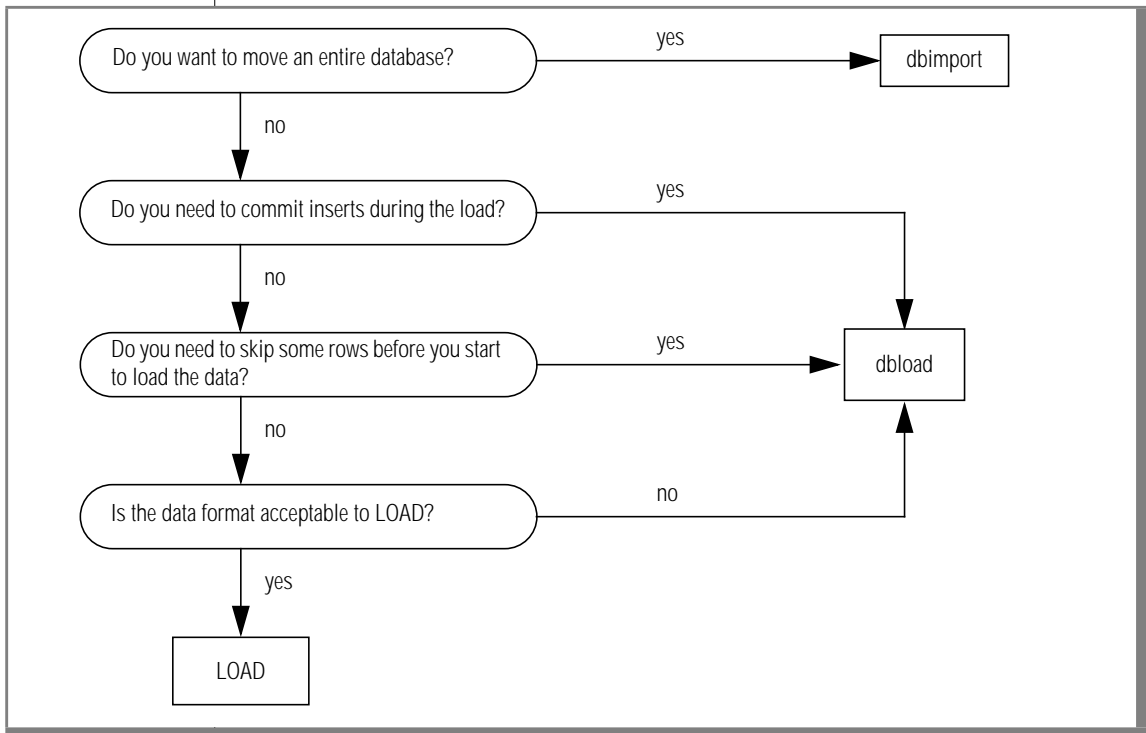 Do you want to move an entire database?
yes
dbimport
no
Do you need to commit inserts during the load?
yes
no
Do you need to skip some rows before you start
to load the data?
yes
dbload
no
Is the data format acceptable to LOAD?
no
yes
LOAD